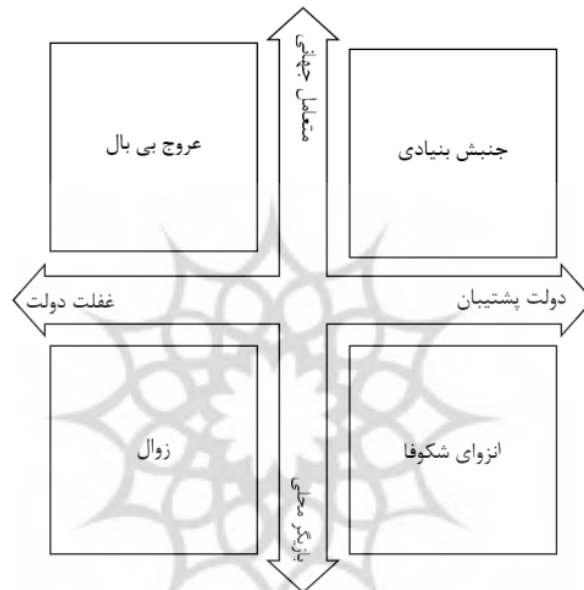 متعامل جهانی
جنبش بنیادی
عروج بی بال
دولت پشتیبان
غفلت دولت
انزوای شکوفا
زوال
بازیگر محلی